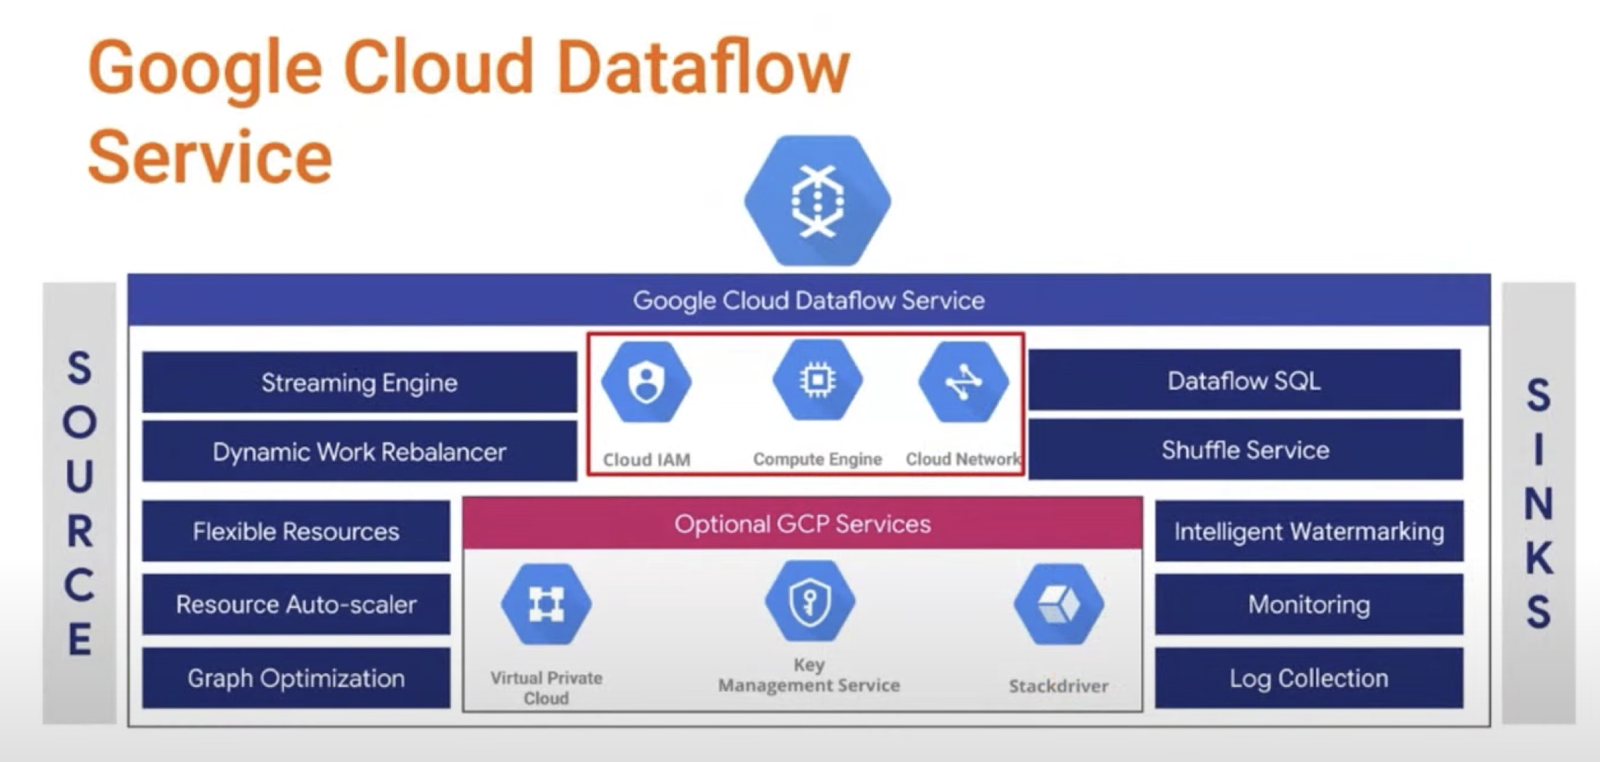 Google Cloud Dataflow
Service
Google Cloud Dataflow Service
SOURCE
Streaming Engine
Dynamic Work Rebalancer
Flexible Resources
Resource Auto-scaler
Graph Optimization
Cloud IAM
Compute Engine
Cloud Network
Optional GCP Services
Virtual Private
Cloud
Key
Management Service
Stackdriver
Dataflow SQL
Shuffle Service
Intelligent Watermarking
Monitoring
Log Collection
SINKS